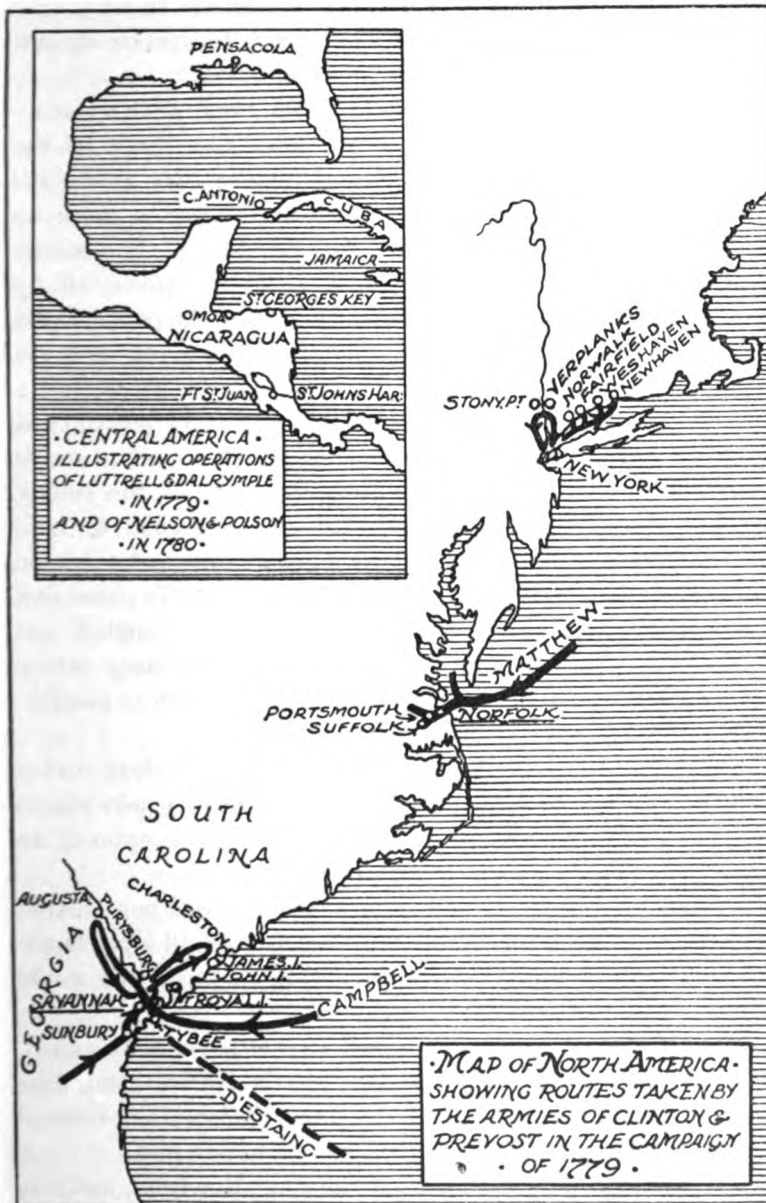 PENSACOLA
C. ANTONIO
CUBA
JAMAICA
ST GEORGES KEY
OMOA
NICARAGUA
FT ST JUAN
ST JOHNS HAR.
· CENTRAL AMERICA ·
ILLUSTRATING OPERATIONS
OF LUTTRELL & DALRYMPLE
· IN 1779 ·
AND OF NELSON & POLSON
· IN 1780 ·
VERPLANKS
NORWALK
FAIRFIELD
WESHAVEN
NEWHAVEN
STONY PT.
NEW YORK
MATTHEW
PORTSMOUTH
NORFOLK
SUFFOLK
SOUTH
CAROLINA
CHARLESTON
AUGUSTA
PURYSBURG
JAMES I.
JOHN I.
GEORGIA
SAVANNAH
PT ROYAL I.
CAMPBELL
SUNBURY
TYBEE
D'ESTAING
· MAP OF NORTH AMERICA ·
SHOWING ROUTES TAKEN BY
THE ARMIES OF CLINTON &
PREVOST IN THE CAMPAIGN
· OF 1779 ·